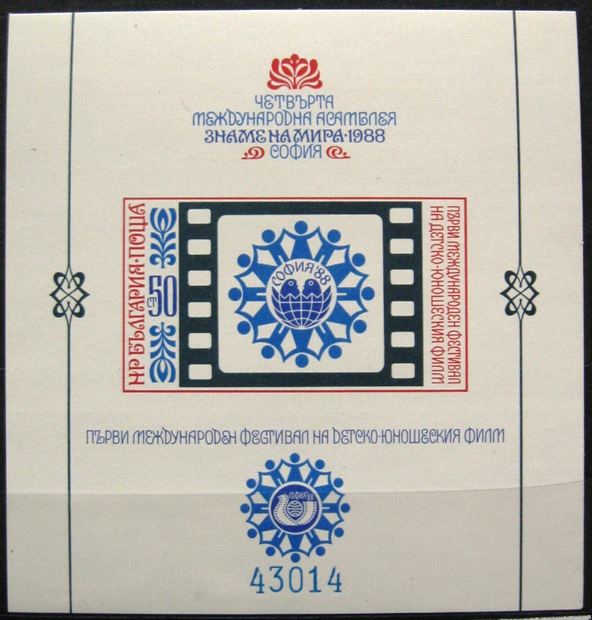 ЧЕТВЪРТА
МЕЖДУНАРОДНА АСАМБЛЕЯ
ЗНАМЕ НА МИРА·1988
СОФИЯ
НР БЪЛГАРИЯ·ПОЩА
50 СТ
СОФИЯ'88
ПЪРВИ МЕЖДУНАРОДЕН ФЕСТИВАЛ
НА ДЕТСКО-ЮНОШЕСКИЯ ФИЛМ
ПЪРВИ МЕЖДУНАРОДЕН ФЕСТИВАЛ НА ДЕТСКО-ЮНОШЕСКИЯ ФИЛМ
СОФИЯ'88
43014